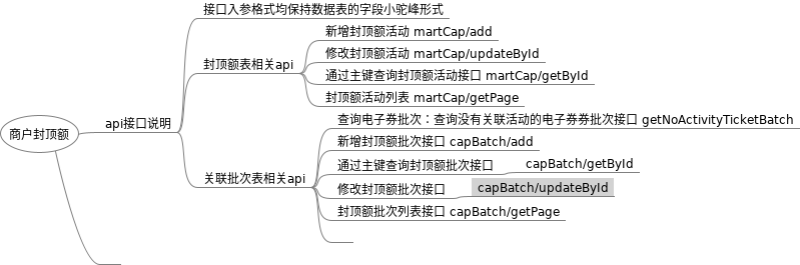 接口入参格式均保持数据表的字段小驼峰形式
新增封顶额活动 martCap/add
修改封顶额活动 martCap/updateById
封顶额表相关api
通过主键查询封顶额活动接口 martCap/getById
封顶额活动列表 martCap/getPage
商户封顶额
api接口说明
查询电子券批次：查询没有关联活动的电子券券批次接口 getNoActivityTicketBatch
新增封顶额批次接口 capBatch/add
通过主键查询封顶额批次接口 capBatch/getById
关联批次表相关api
修改封顶额批次接口 capBatch/updateById
封顶额批次列表接口 capBatch/getPage